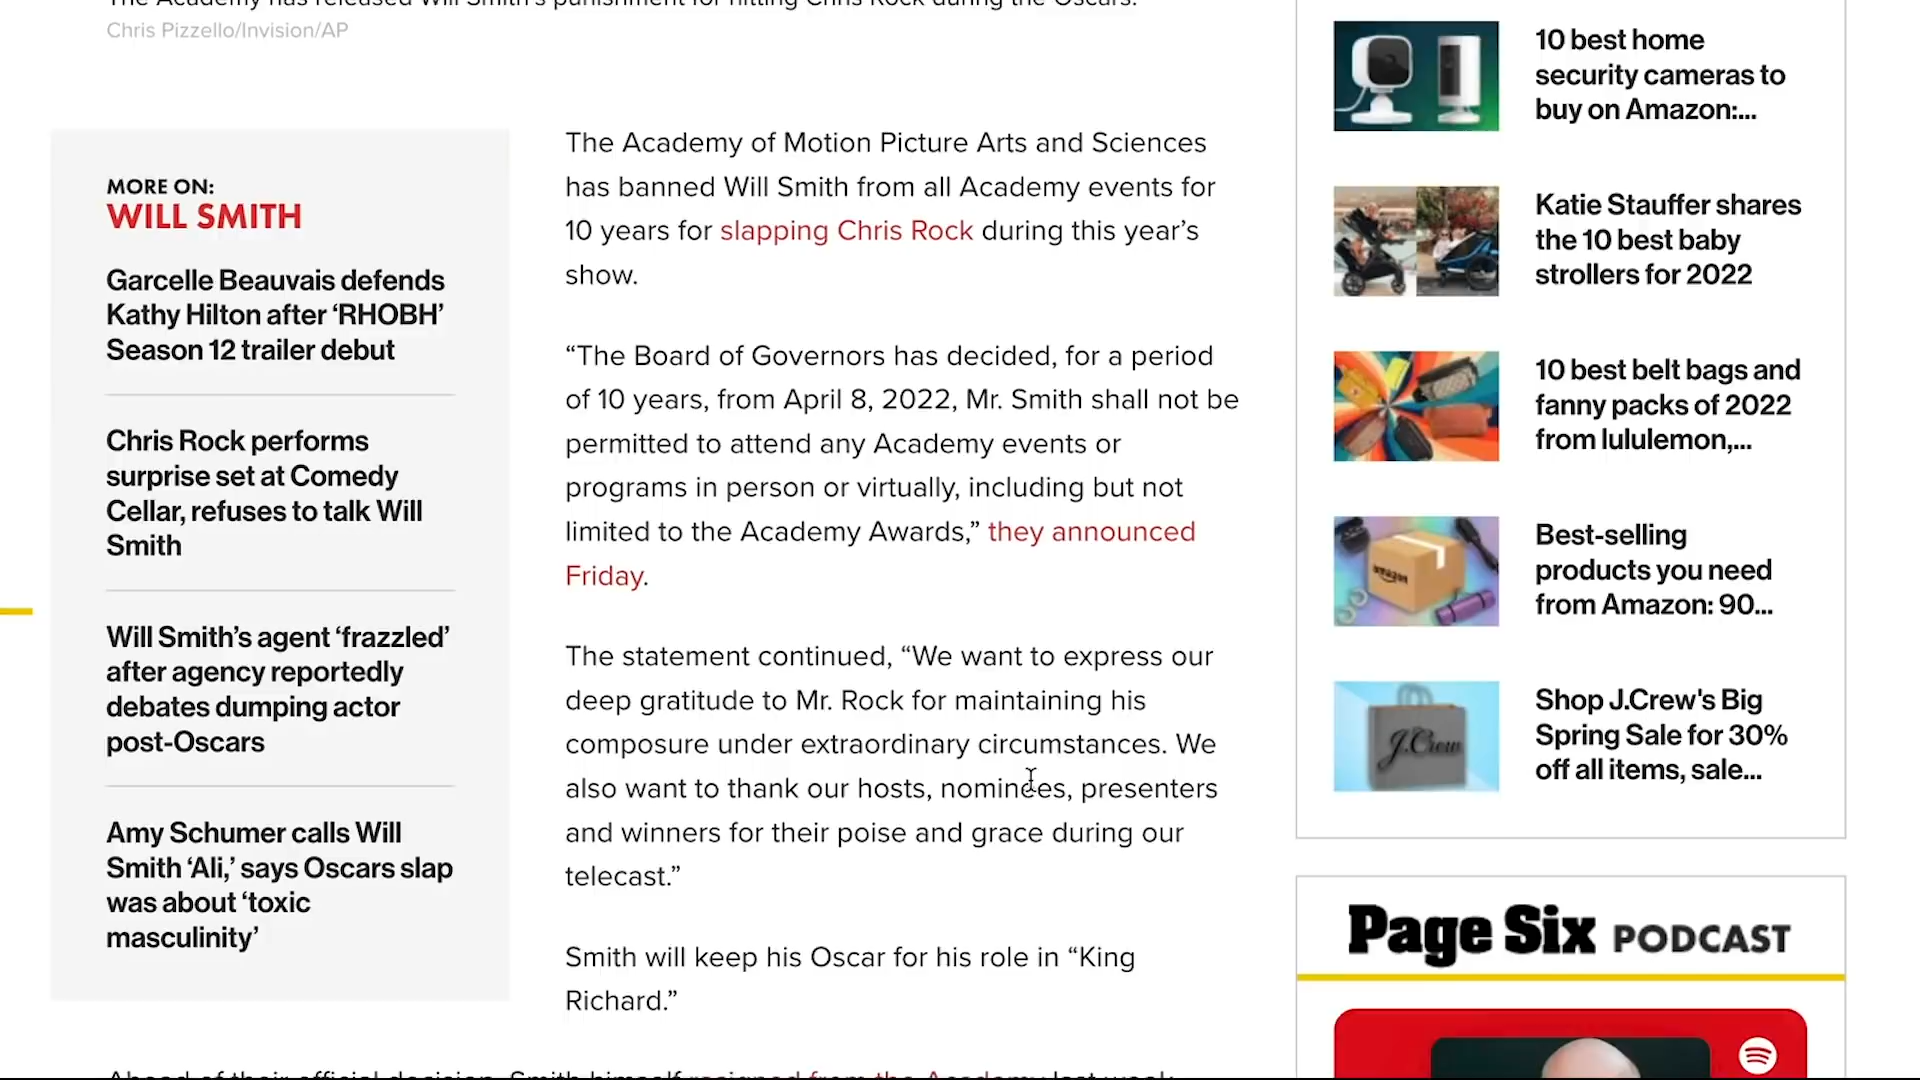 The Academy has released Will Smith's punishment for hitting Chris Rock during the Oscars.
Chris Pizzello/Invision/AP
MORE ON:
WILL SMITH
Garcelle Beauvais defends
Kathy Hilton after ‘RHOBH’
Season 12 trailer debut
Chris Rock performs
surprise set at Comedy
Cellar, refuses to talk Will
Smith
Will Smith’s agent ‘frazzled’
after agency reportedly
debates dumping actor
post-Oscars
Amy Schumer calls Will
Smith ‘Ali,’ says Oscars slap
was about ‘toxic
masculinity’
The Academy of Motion Picture Arts and Sciences
has banned Will Smith from all Academy events for
10 years for slapping Chris Rock during this year’s
show.
“The Board of Governors has decided, for a period
of 10 years, from April 8, 2022, Mr. Smith shall not be
permitted to attend any Academy events or
programs in person or virtually, including but not
limited to the Academy Awards,” they announced
Friday.
The statement continued, “We want to express our
deep gratitude to Mr. Rock for maintaining his
composure under extraordinary circumstances. We
also want to thank our hosts, nominees, presenters
and winners for their poise and grace during our
telecast.”
Smith will keep his Oscar for his role in “King
Richard.”
Ahead of their official decision, Smith himself resigned from the Academy last week
10 best home
security cameras to
buy on Amazon:...
Katie Stauffer shares
the 10 best baby
strollers for 2022
10 best belt bags and
fanny packs of 2022
from lululemon,...
amazon
Best-selling
products you need
from Amazon: 90...
J.Crew
Shop J.Crew's Big
Spring Sale for 30%
off all items, sale...
Page Six PODCAST